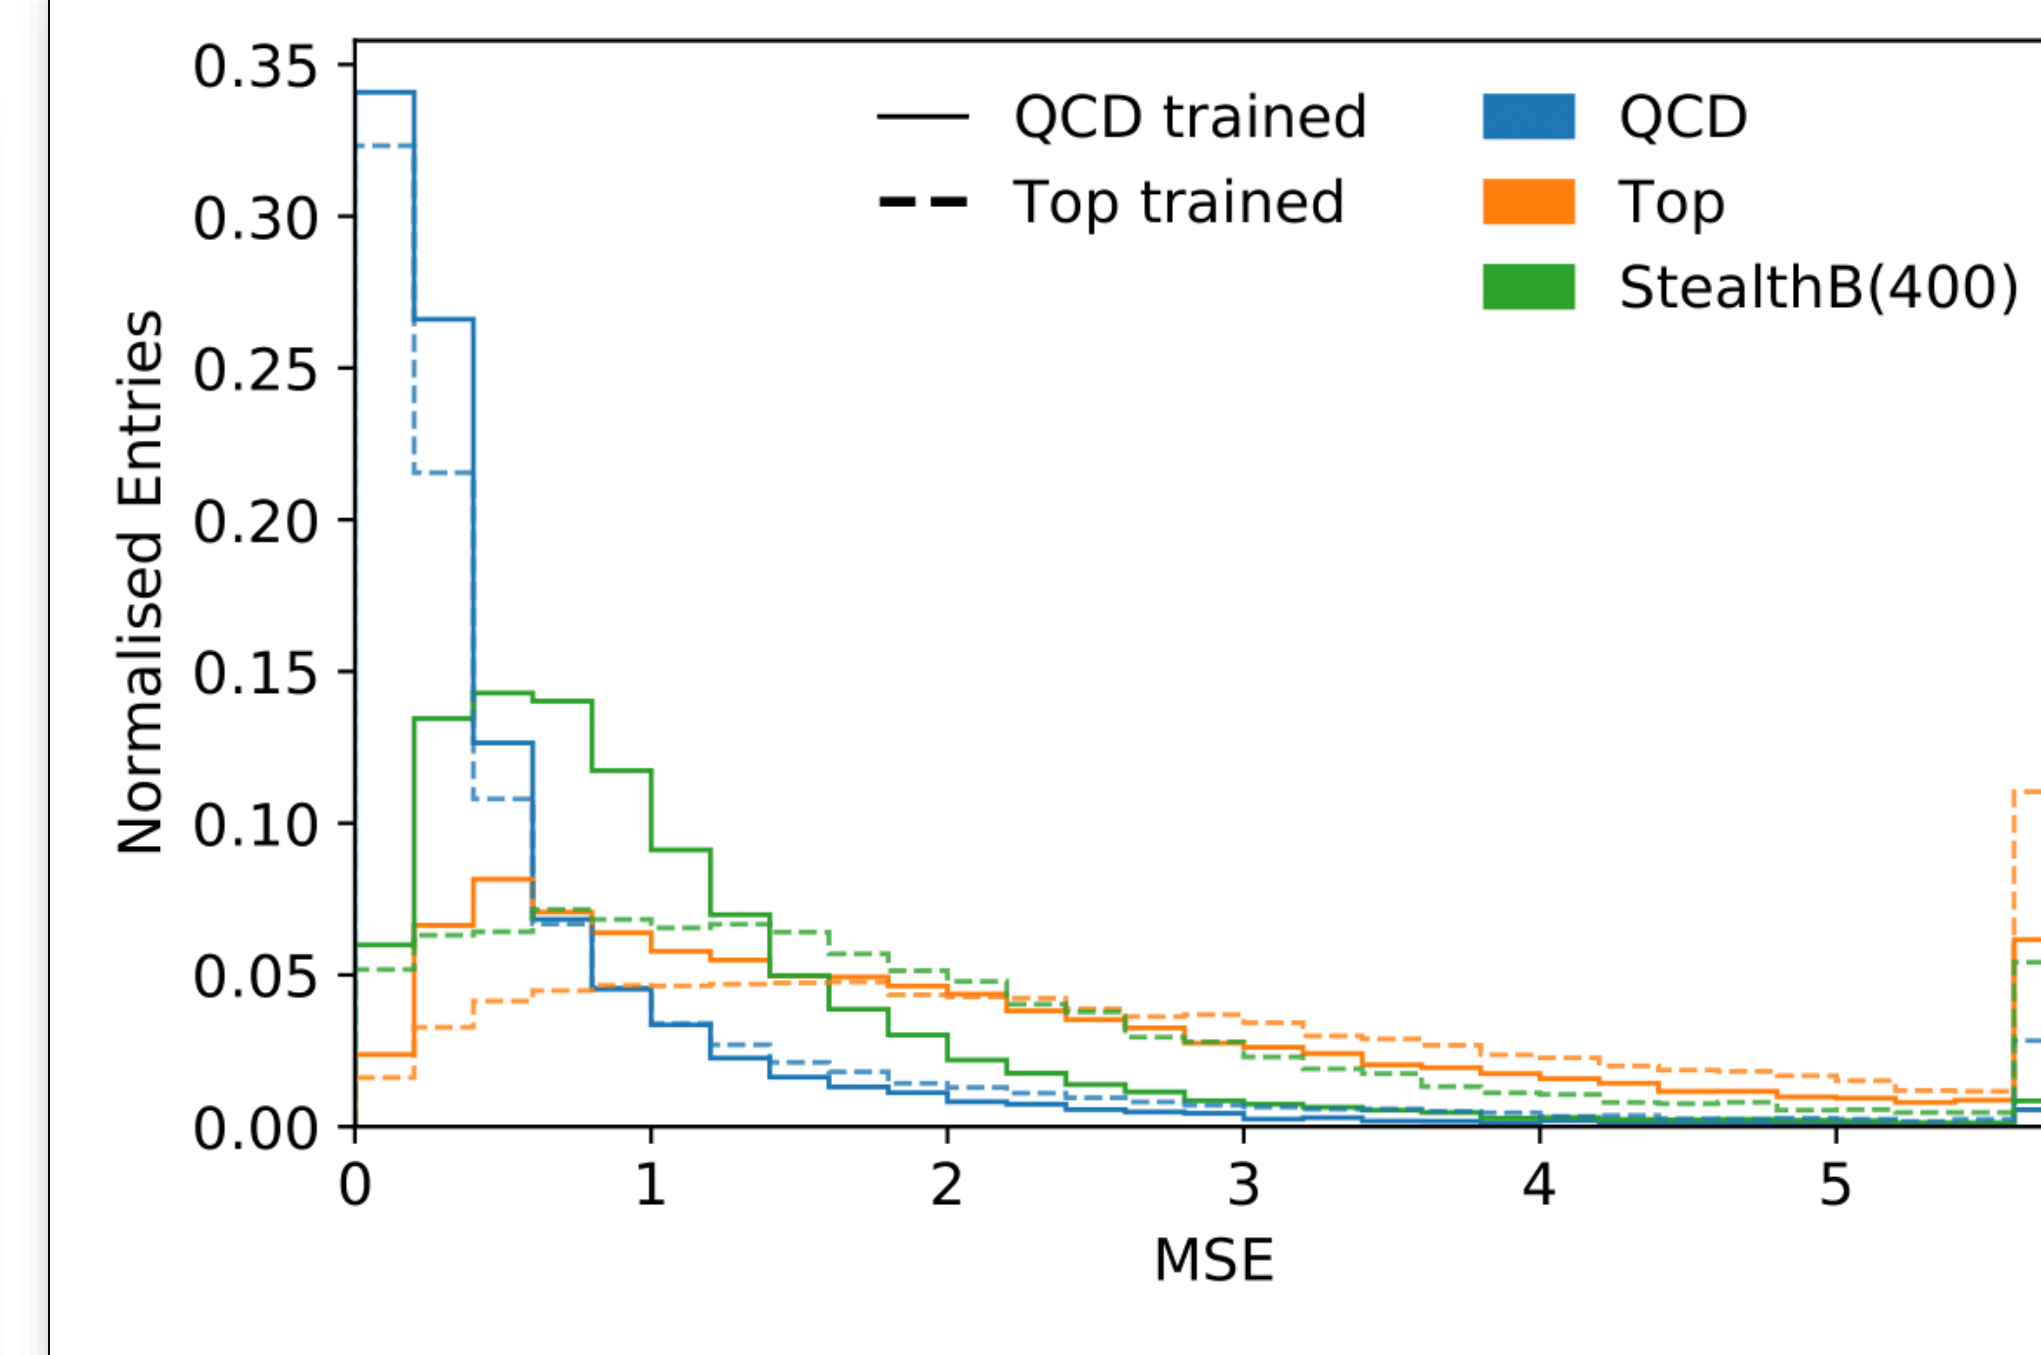 0.35
0.30
0.25
0.20
0.15
0.10
0.05
0.00
Normalised Entries
QCD trained
Top trained
QCD
Top
StealthB(400)
0 1 2 3 4 5
MSE